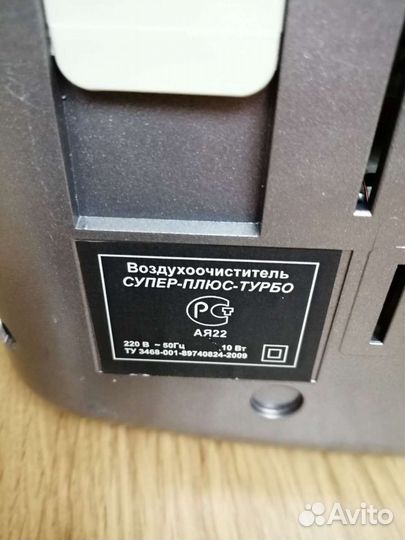 Воздухоочиститель
СУПЕР-ПЛЮС-ТУРБО
РСТ
АЯ22
220 В ~ 50Гц 10 Вт
ТУ 3468-001-89740824-2009
Avito